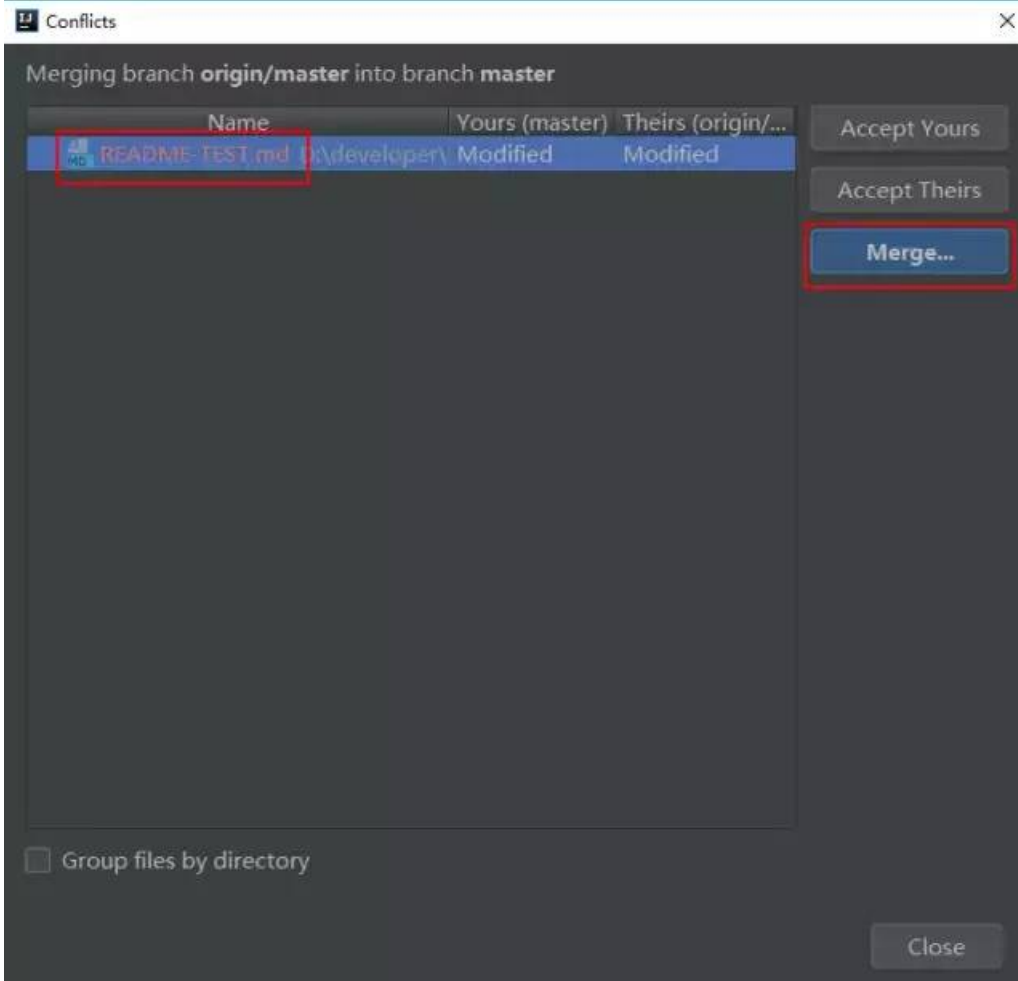 Conflicts
Merging branch origin/master into branch master
Name Yours (master) Theirs (origin/...
README-TEST.md D:\developer\ Modified Modified
Accept Yours
Accept Theirs
Merge...
Group files by directory
Close